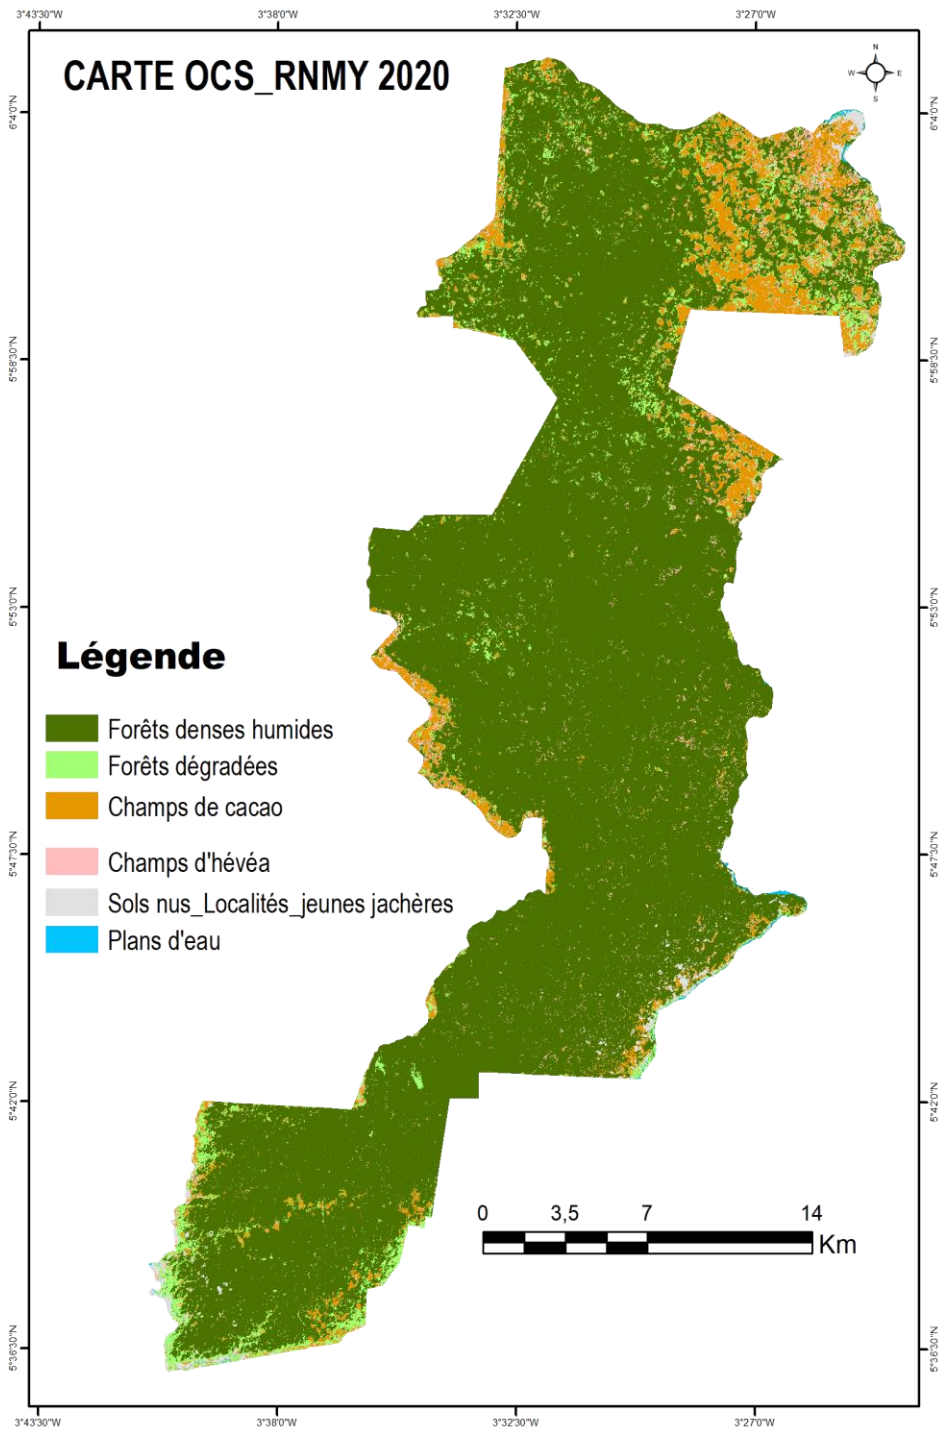 3°43'30"W 3°38'0"W 3°32'30"W 3°27'0"W
CARTE OCS_RNMY 2020
N
W E
S
6°4'0"N 6°4'0"N
5°58'30"N 5°58'30"N
5°53'0"N 5°53'0"N
Légende
Forêts denses humides
Forêts dégradées
Champs de cacao
Champs d'hévéa
Sols nus_Localités_jeunes jachères
Plans d'eau
5°47'30"N 5°47'30"N
5°42'0"N 5°42'0"N
0 3,5 7 14
Km
5°36'30"N 5°36'30"N
3°43'30"W 3°38'0"W 3°32'30"W 3°27'0"W